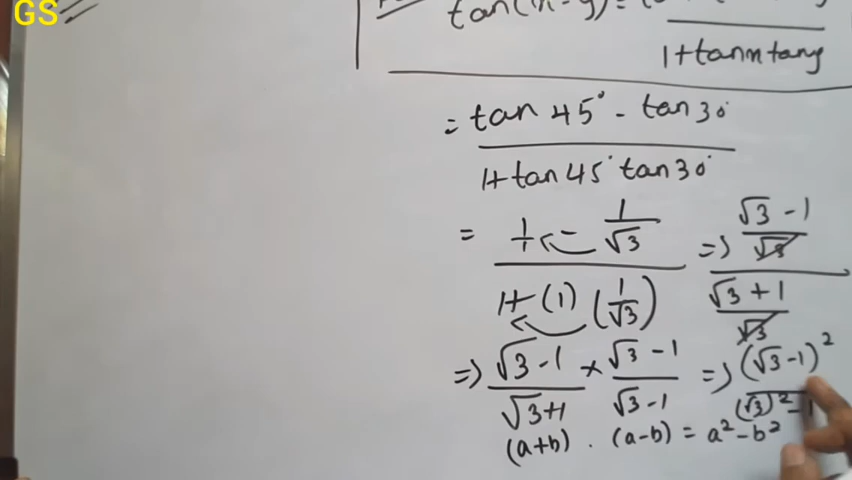 GS
tan(x-y) =
1+tanx tany
= tan 45° - tan 30°
1+ tan 45° tan 30°
= 1 - 1/√3 => √3 - 1/√3
1+ (1) (1/√3) √3 + 1/√3
=> √3 -1/√3+1 × √3 -1/√3 -1 => (√3 -1)²/(√3)² - 1
(a+b) . (a-b) = a² - b²